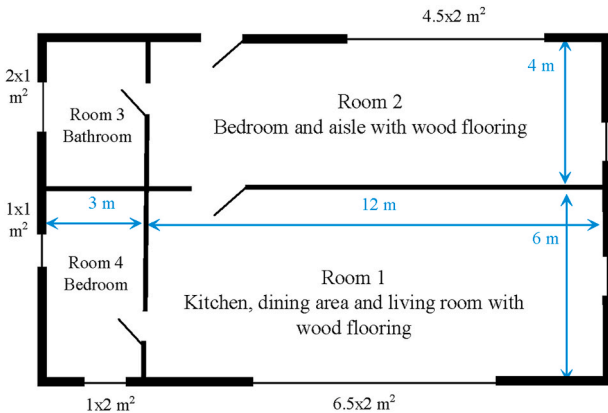 4.5x2 m²
2x1
m²
4 m
Room 3
Bathroom
Room 2
Bedroom and aisle with wood flooring
1x1
m²
3 m
12 m
6 m
Room 4
Bedroom
Room 1
Kitchen, dining area and living room with
wood flooring
1x2 m²
6.5x2 m²